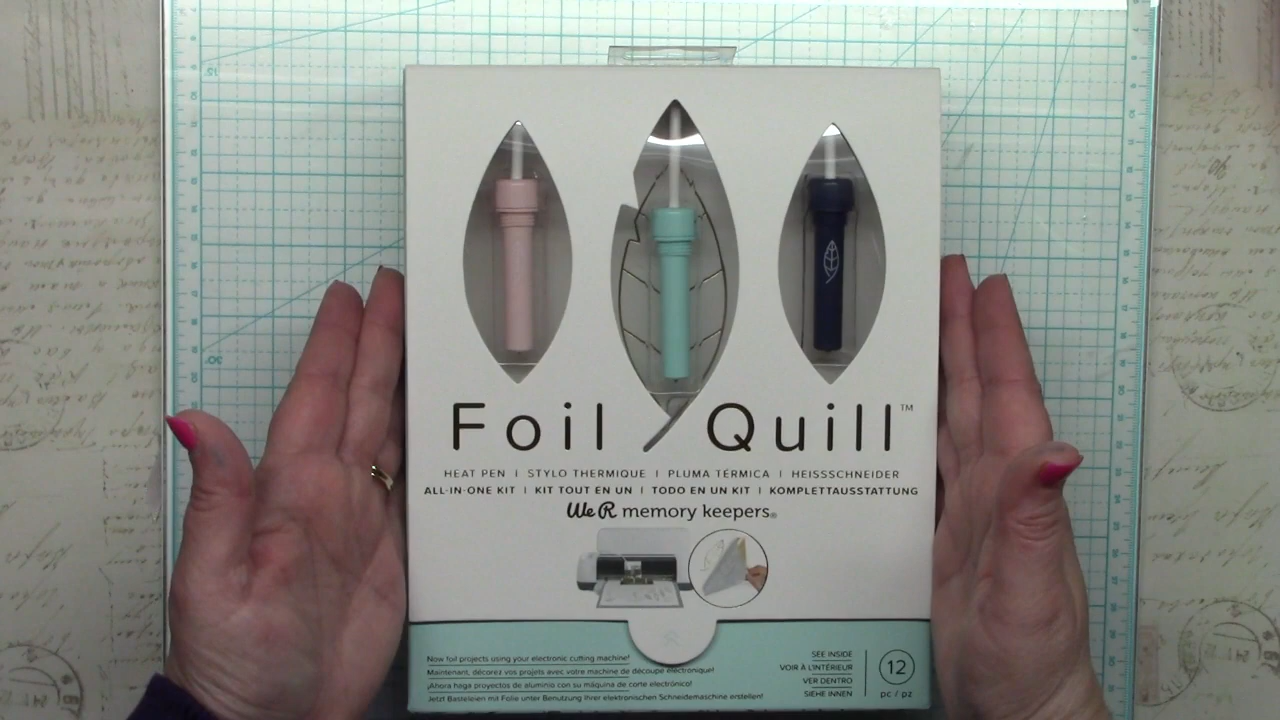 Foil Quill™
HEAT PEN | STYLO THERMIQUE | PLUMA TÉRMICA | HEISSSCHNEIDER
ALL-IN-ONE KIT | KIT TOUT EN UN | TODO EN UN KIT | KOMPLETTAUSSTATTUNG
We R memory keepers®
Now foil projects using your electronic cutting machine!
Maintenant, décorez vos projets avec votre machine de découpe électronique!
¡Ahora haga proyectos de aluminio con su máquina de corte electrónico!
Jetzt Basteleien mit Folie unter Benutzung Ihrer elektronischen Schneidemaschine erstellen!
SEE INSIDE
VOIR À L'INTÉRIEUR
VER DENTRO
SIEHE INNEN
12
pc / pz